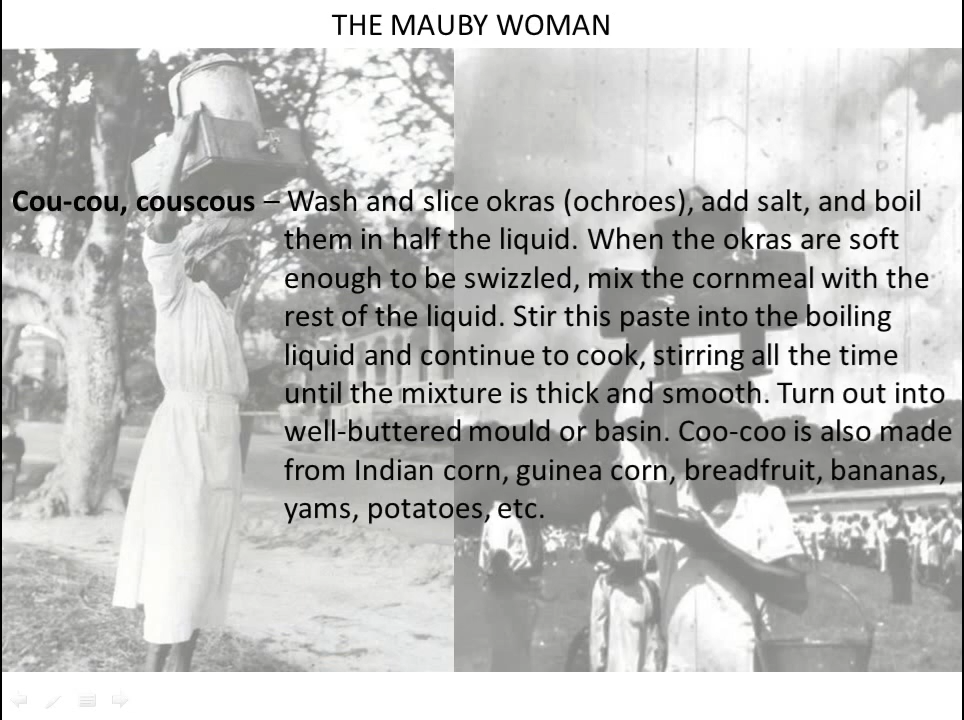 THE MAUBY WOMAN
Cou-cou, couscous – Wash and slice okras (ochroes), add salt, and boil
them in half the liquid. When the okras are soft
enough to be swizzled, mix the cornmeal with the
rest of the liquid. Stir this paste into the boiling
liquid and continue to cook, stirring all the time
until the mixture is thick and smooth. Turn out into
well-buttered mould or basin. Coo-coo is also made
from Indian corn, guinea corn, breadfruit, bananas,
yams, potatoes, etc.